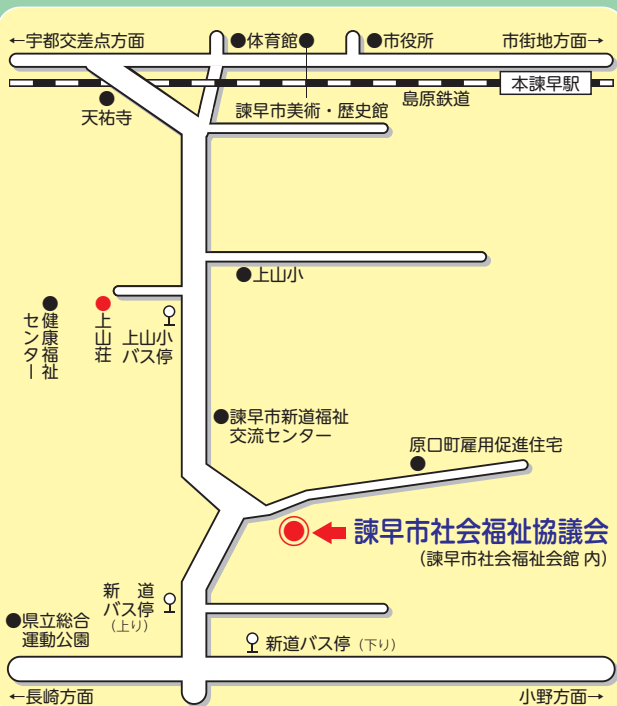 ←宇都交差点方面
体育館
市役所
市街地方面→
本諫早駅
島原鉄道
諫早市美術・歴史館
天祐寺
上山小
健康福祉
センター
上山荘
上山小
バス停
諫早市新道福祉
交流センター
原口町雇用促進住宅
諫早市社会福祉協議会
（諫早市社会福祉会館 内）
新　道
バス停
（上り）
県立総合
運動公園
新道バス停（下り）
←長崎方面
小野方面→